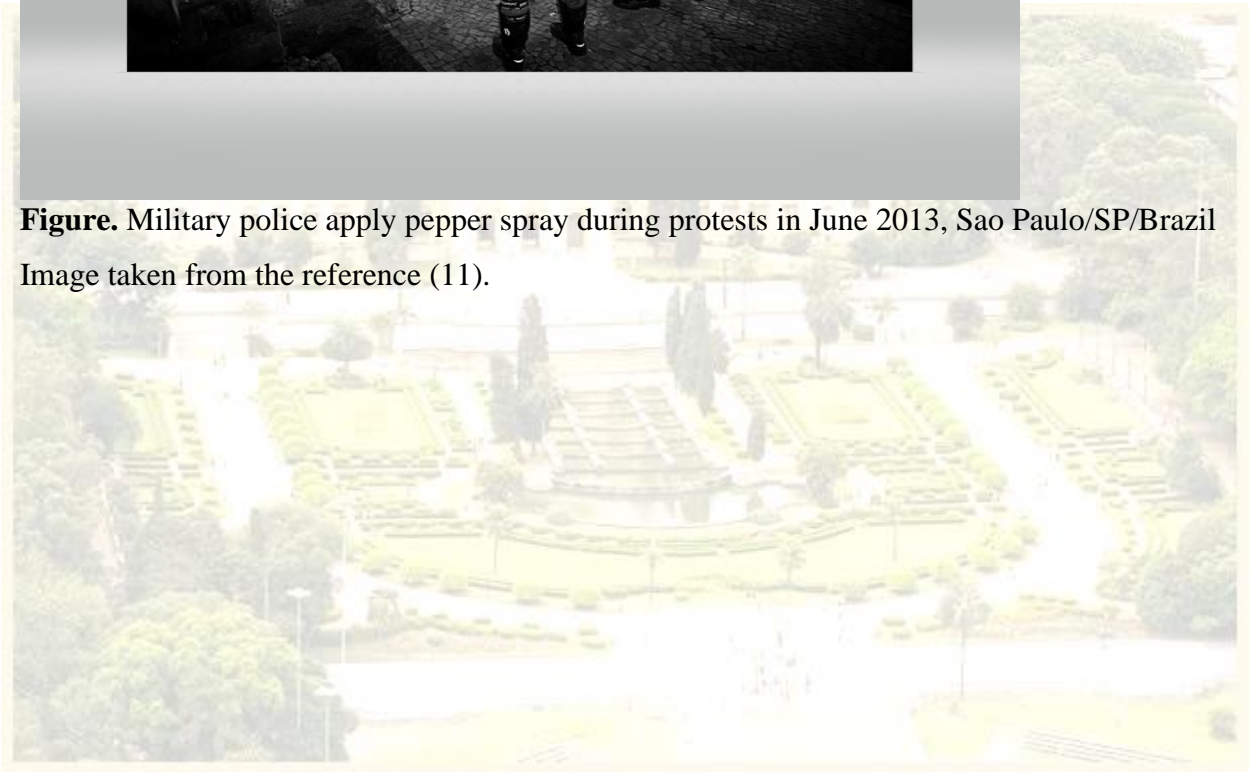 Figure. Military police apply pepper spray during protests in June 2013, Sao Paulo/SP/Brazil
Image taken from the reference (11).